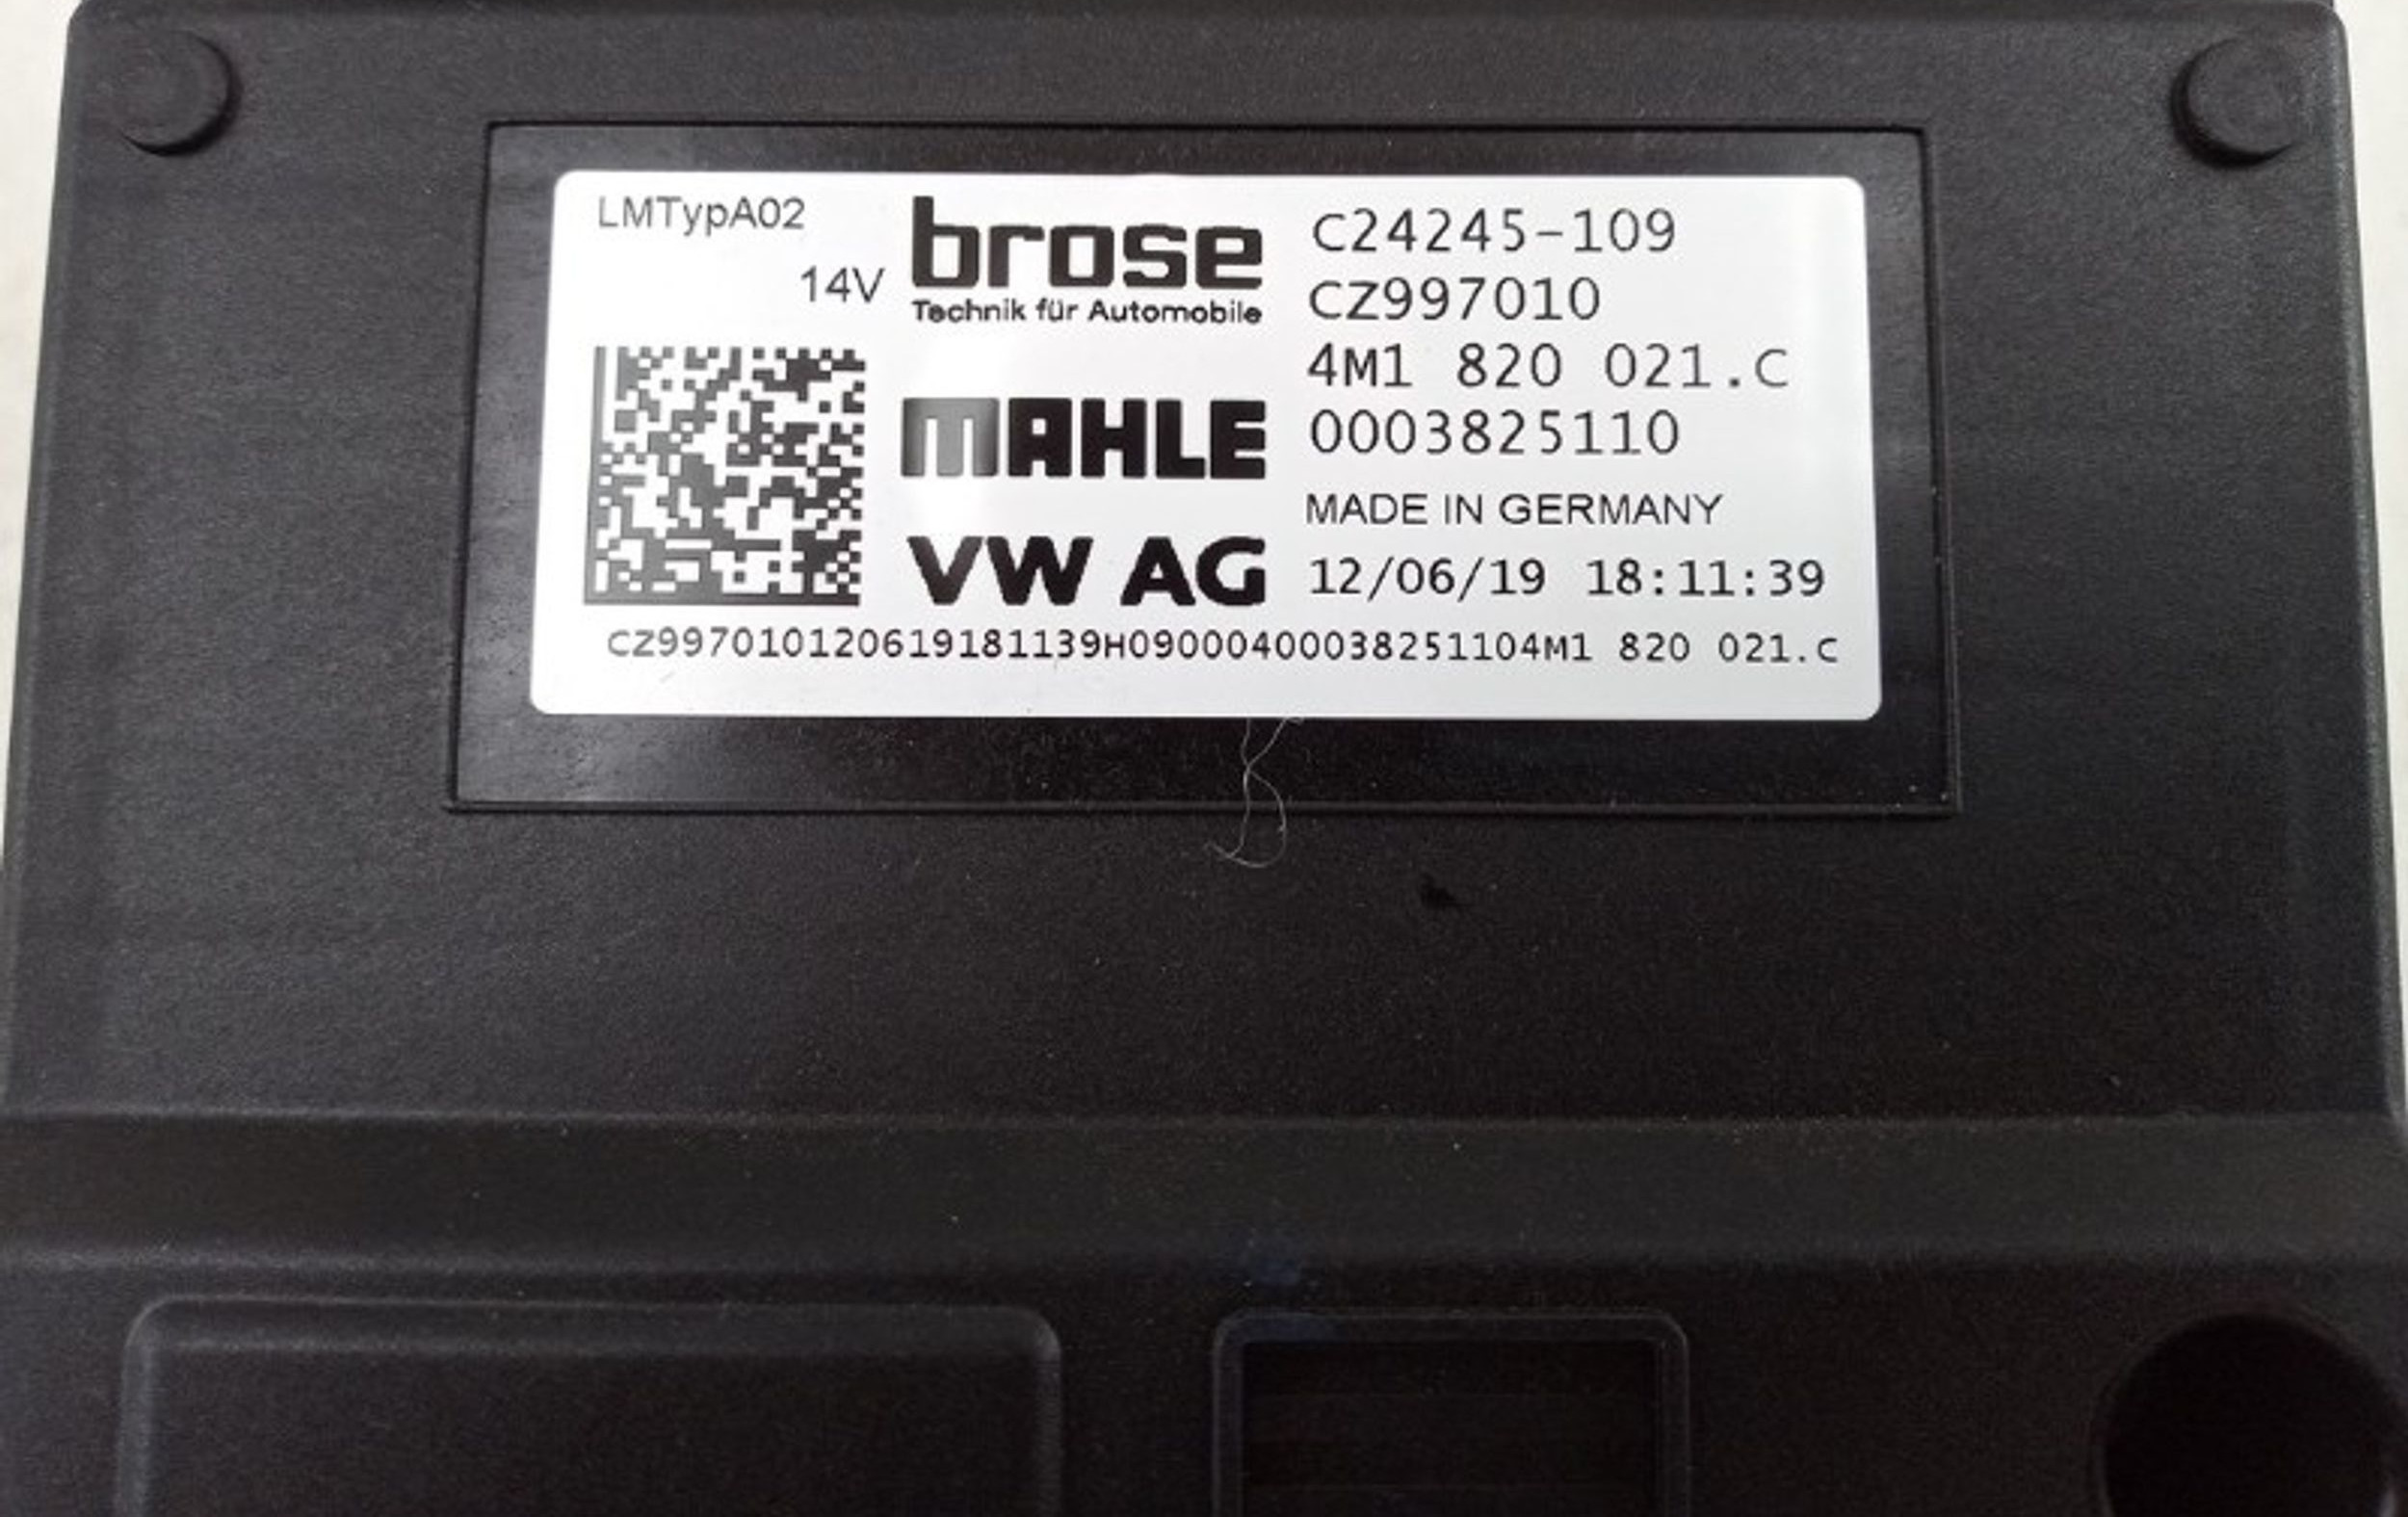 LMTypA02
14V
brose
Technik für Automobile
MAHLE
VW AG
C24245-109
CZ997010
4M1 820 021.C
0003825110
MADE IN GERMANY
12/06/19 18:11:39
CZ997010120619181139H09000400038251104M1 820 021.C